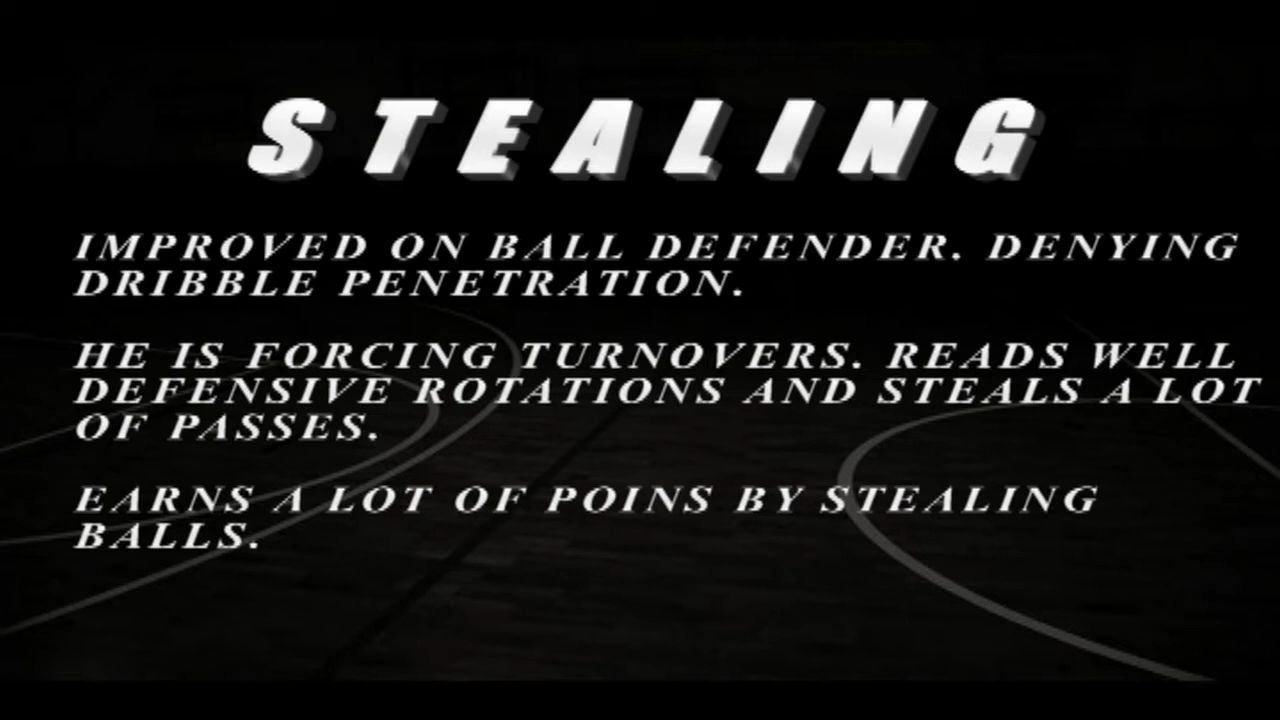 STEALING
IMPROVED ON BALL DEFENDER. DENYING
DRIBBLE PENETRATION.
HE IS FORCING TURNOVERS. READS WELL
DEFENSIVE ROTATIONS AND STEALS A LOT
OF PASSES.
EARNS A LOT OF POINS BY STEALING
BALLS.